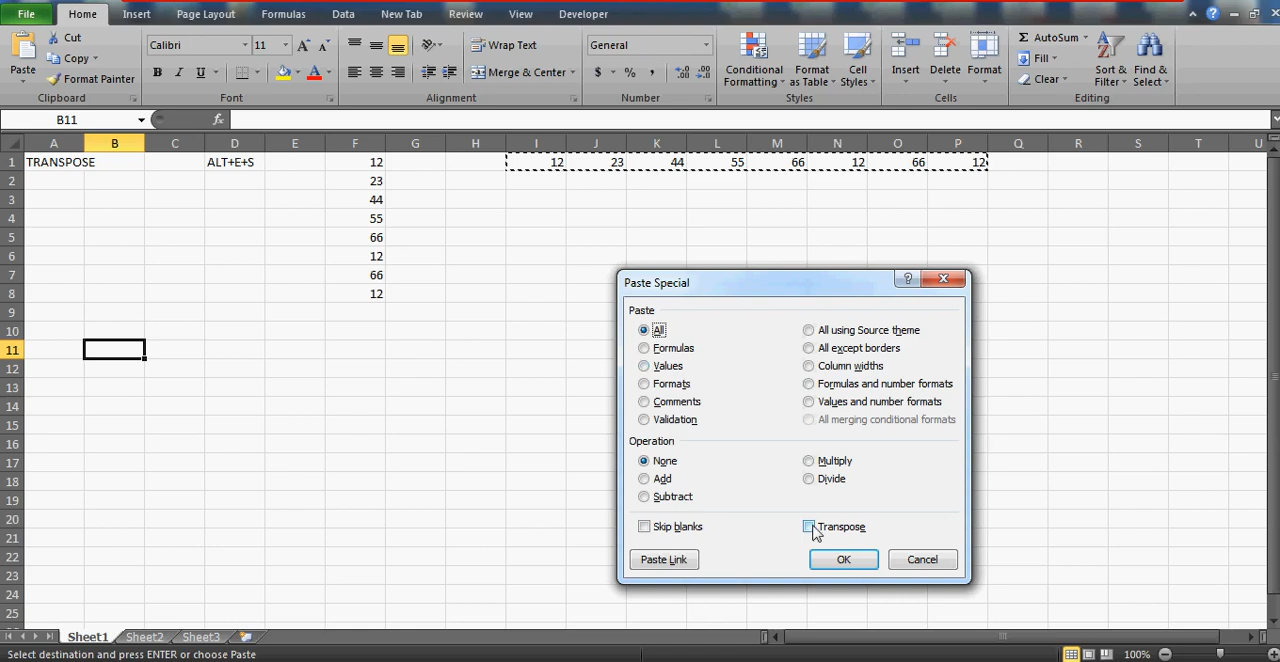 File Home Insert Page Layout Formulas Data New Tab Review View Developer
Cut
Copy
Format Painter
Paste
Clipboard
Calibri 11
A A
B I U A
Font
Wrap Text
Merge & Center
Alignment
General
$ % ,
Number
Conditional Formatting
Format as Table
Cell Styles
Styles
Insert Delete Format
Cells
AutoSum
Fill
Clear
Sort & Filter
Find & Select
Editing
B11 fx
A B C D E F G H I J K L M N O P Q R S T U
1 TRANSPOSE ALT+E+S 12 12 23 44 55 66 12 66 12
2 23
3 44
4 55
5 66
6 12
7 66
8 12
9
10
11
12
13
14
15
16
17
18
19
20
21
22
23
24
25
Paste Special
?
Paste
All All using Source theme
Formulas All except borders
Values Column widths
Formats Formulas and number formats
Comments Values and number formats
Validation All merging conditional formats
Operation
None Multiply
Add Divide
Subtract
Skip blanks Transpose
Paste Link OK Cancel
Sheet1 Sheet2 Sheet3
Select destination and press ENTER or choose Paste 100%